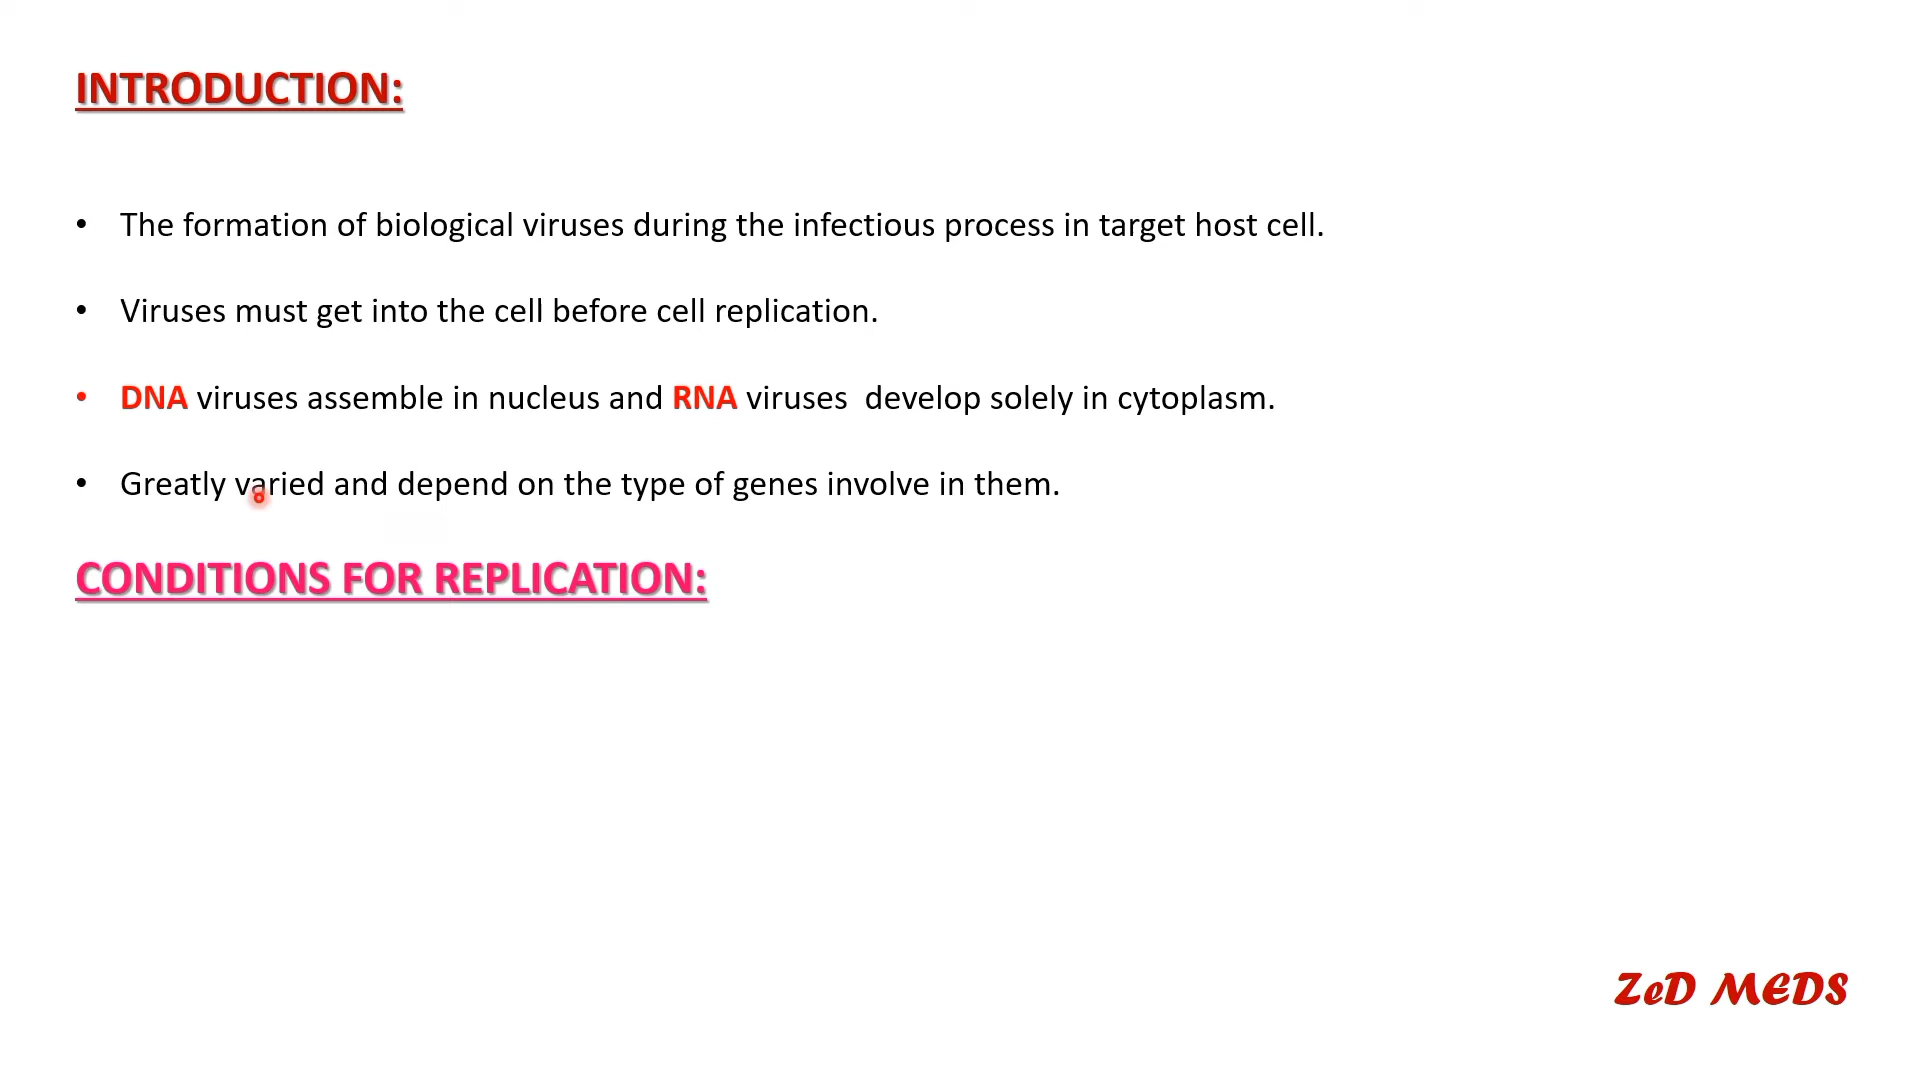 INTRODUCTION:
• The formation of biological viruses during the infectious process in target host cell.
• Viruses must get into the cell before cell replication.
• DNA viruses assemble in nucleus and RNA viruses  develop solely in cytoplasm.
• Greatly varied and depend on the type of genes involve in them.
CONDITIONS FOR REPLICATION:
ZeD MEDS